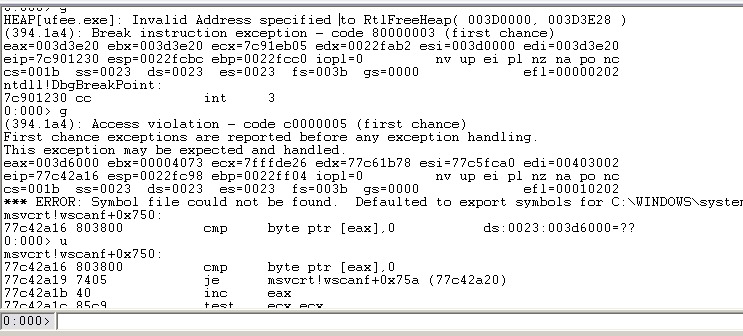 0:000> g
HEAP[ufee.exe]: Invalid Address specified to RtlFreeHeap( 003D0000, 003D3E28 )
(394.1a4): Break instruction exception - code 80000003 (first chance)
eax=003d3e20 ebx=003d3e20 ecx=7c91eb05 edx=0022fab2 esi=003d0000 edi=003d3e20
eip=7c901230 esp=0022fcbc ebp=0022fcc0 iopl=0 nv up ei pl nz na po nc
cs=001b ss=0023 ds=0023 es=0023 fs=003b gs=0000 efl=00000202
ntdll!DbgBreakPoint:
7c901230 cc int 3
0:000> g
(394.1a4): Access violation - code c0000005 (first chance)
First chance exceptions are reported before any exception handling.
This exception may be expected and handled.
eax=003d6000 ebx=00004073 ecx=7fffde26 edx=77c61b78 esi=77c5fca0 edi=00403002
eip=77c42a16 esp=0022fc98 ebp=0022ff04 iopl=0 nv up ei pl nz na po nc
cs=001b ss=0023 ds=0023 es=0023 fs=003b gs=0000 efl=00010202
*** ERROR: Symbol file could not be found. Defaulted to export symbols for C:\WINDOWS\system
msvcrt!wscanf+0x750:
77c42a16 803800 cmp byte ptr [eax],0 ds:0023:003d6000=??
0:000> u
msvcrt!wscanf+0x750:
77c42a16 803800 cmp byte ptr [eax],0
77c42a19 7405 je msvcrt!wscanf+0x75a (77c42a20)
77c42a1b 40 inc eax
77c42a1c 85c9 test ecx,ecx
0:000>